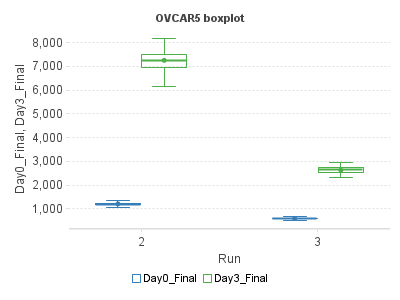 OVCAR5 boxplot
8,000
7,000
6,000
5,000
4,000
3,000
2,000
1,000
Day0_Final, Day3_Final
2
3
Run
Day0_Final
Day3_Final